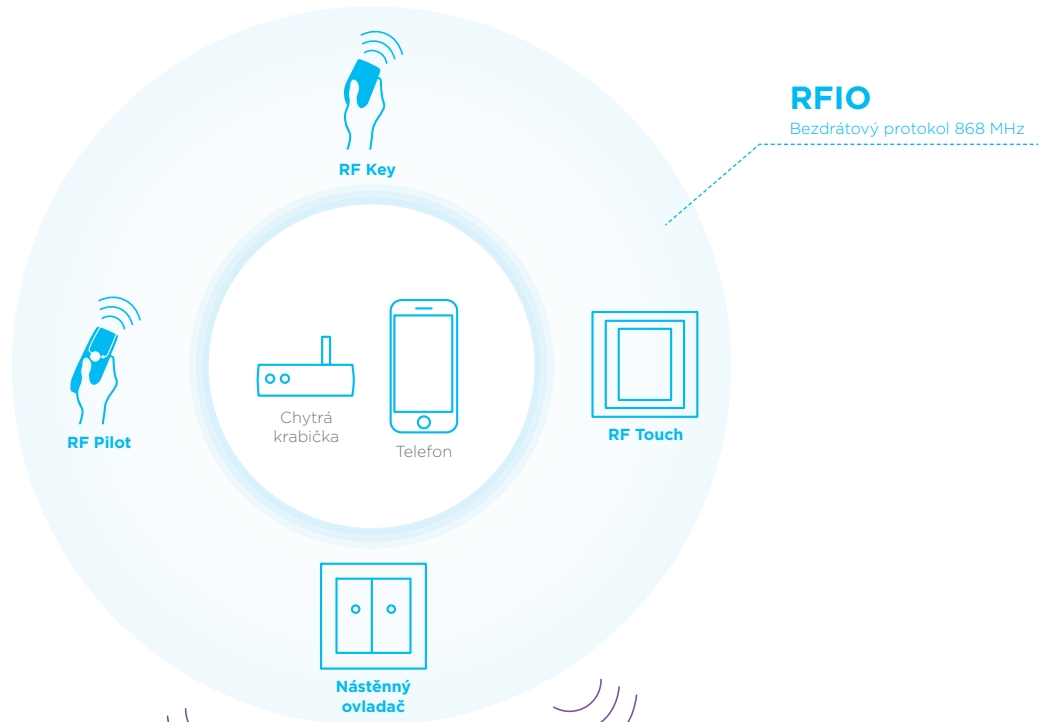 RFIO
Bezdrátový protokol 868 MHz
RF Key
RF Pilot
Chytrá
krabička
Telefon
RF Touch
Nástěnný
ovladač